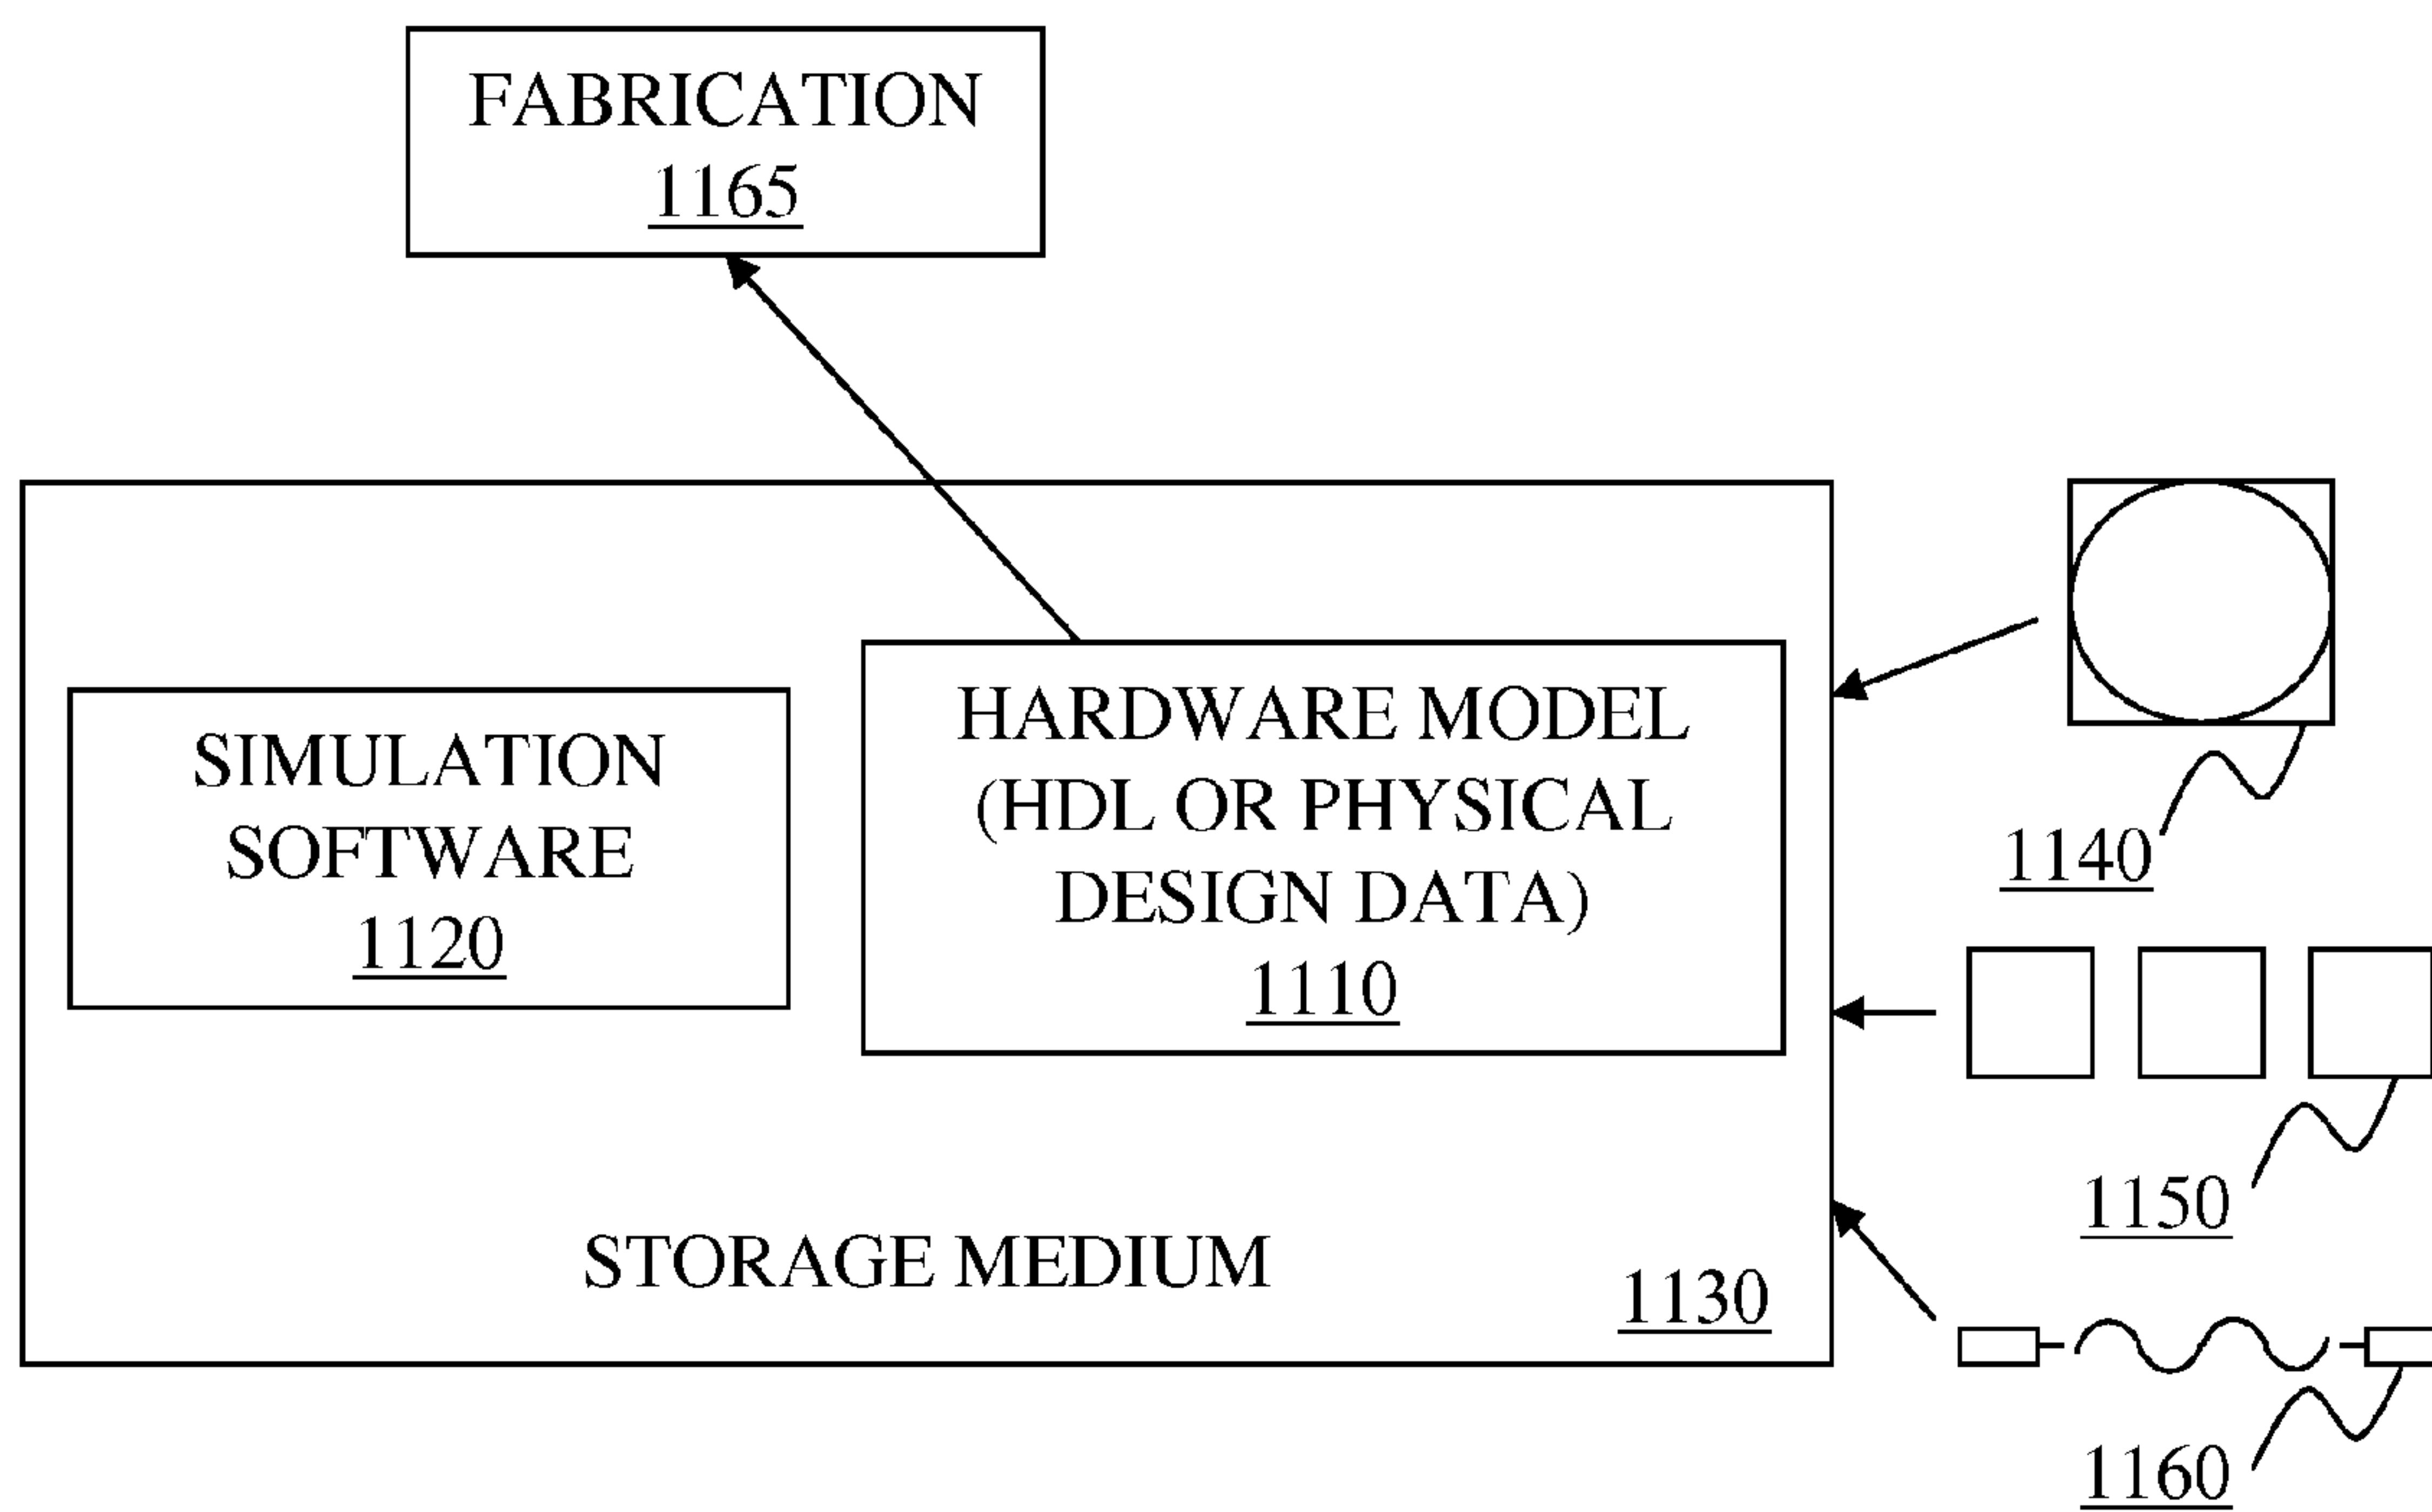 FABRICATION
1165
SIMULATION
SOFTWARE
1120
HARDWARE MODEL
(HDL OR PHYSICAL
DESIGN DATA)
1110
STORAGE MEDIUM
1130
1140
1150
1160